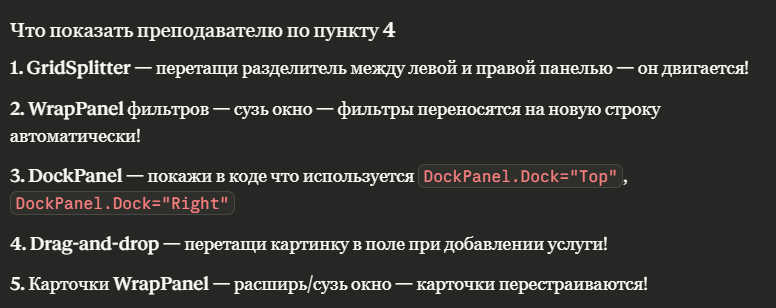 Что показать преподавателю по пункту 4
1. GridSplitter — перетащи разделитель между левой и правой панелью — он двигается!
2. WrapPanel фильтров — сузь окно — фильтры переносятся на новую строку
автоматически!
3. DockPanel — покажи в коде что используется DockPanel.Dock="Top",
DockPanel.Dock="Right"
4. Drag-and-drop — перетащи картинку в поле при добавлении услуги!
5. Карточки WrapPanel — расширь/сузь окно — карточки перестраиваются!